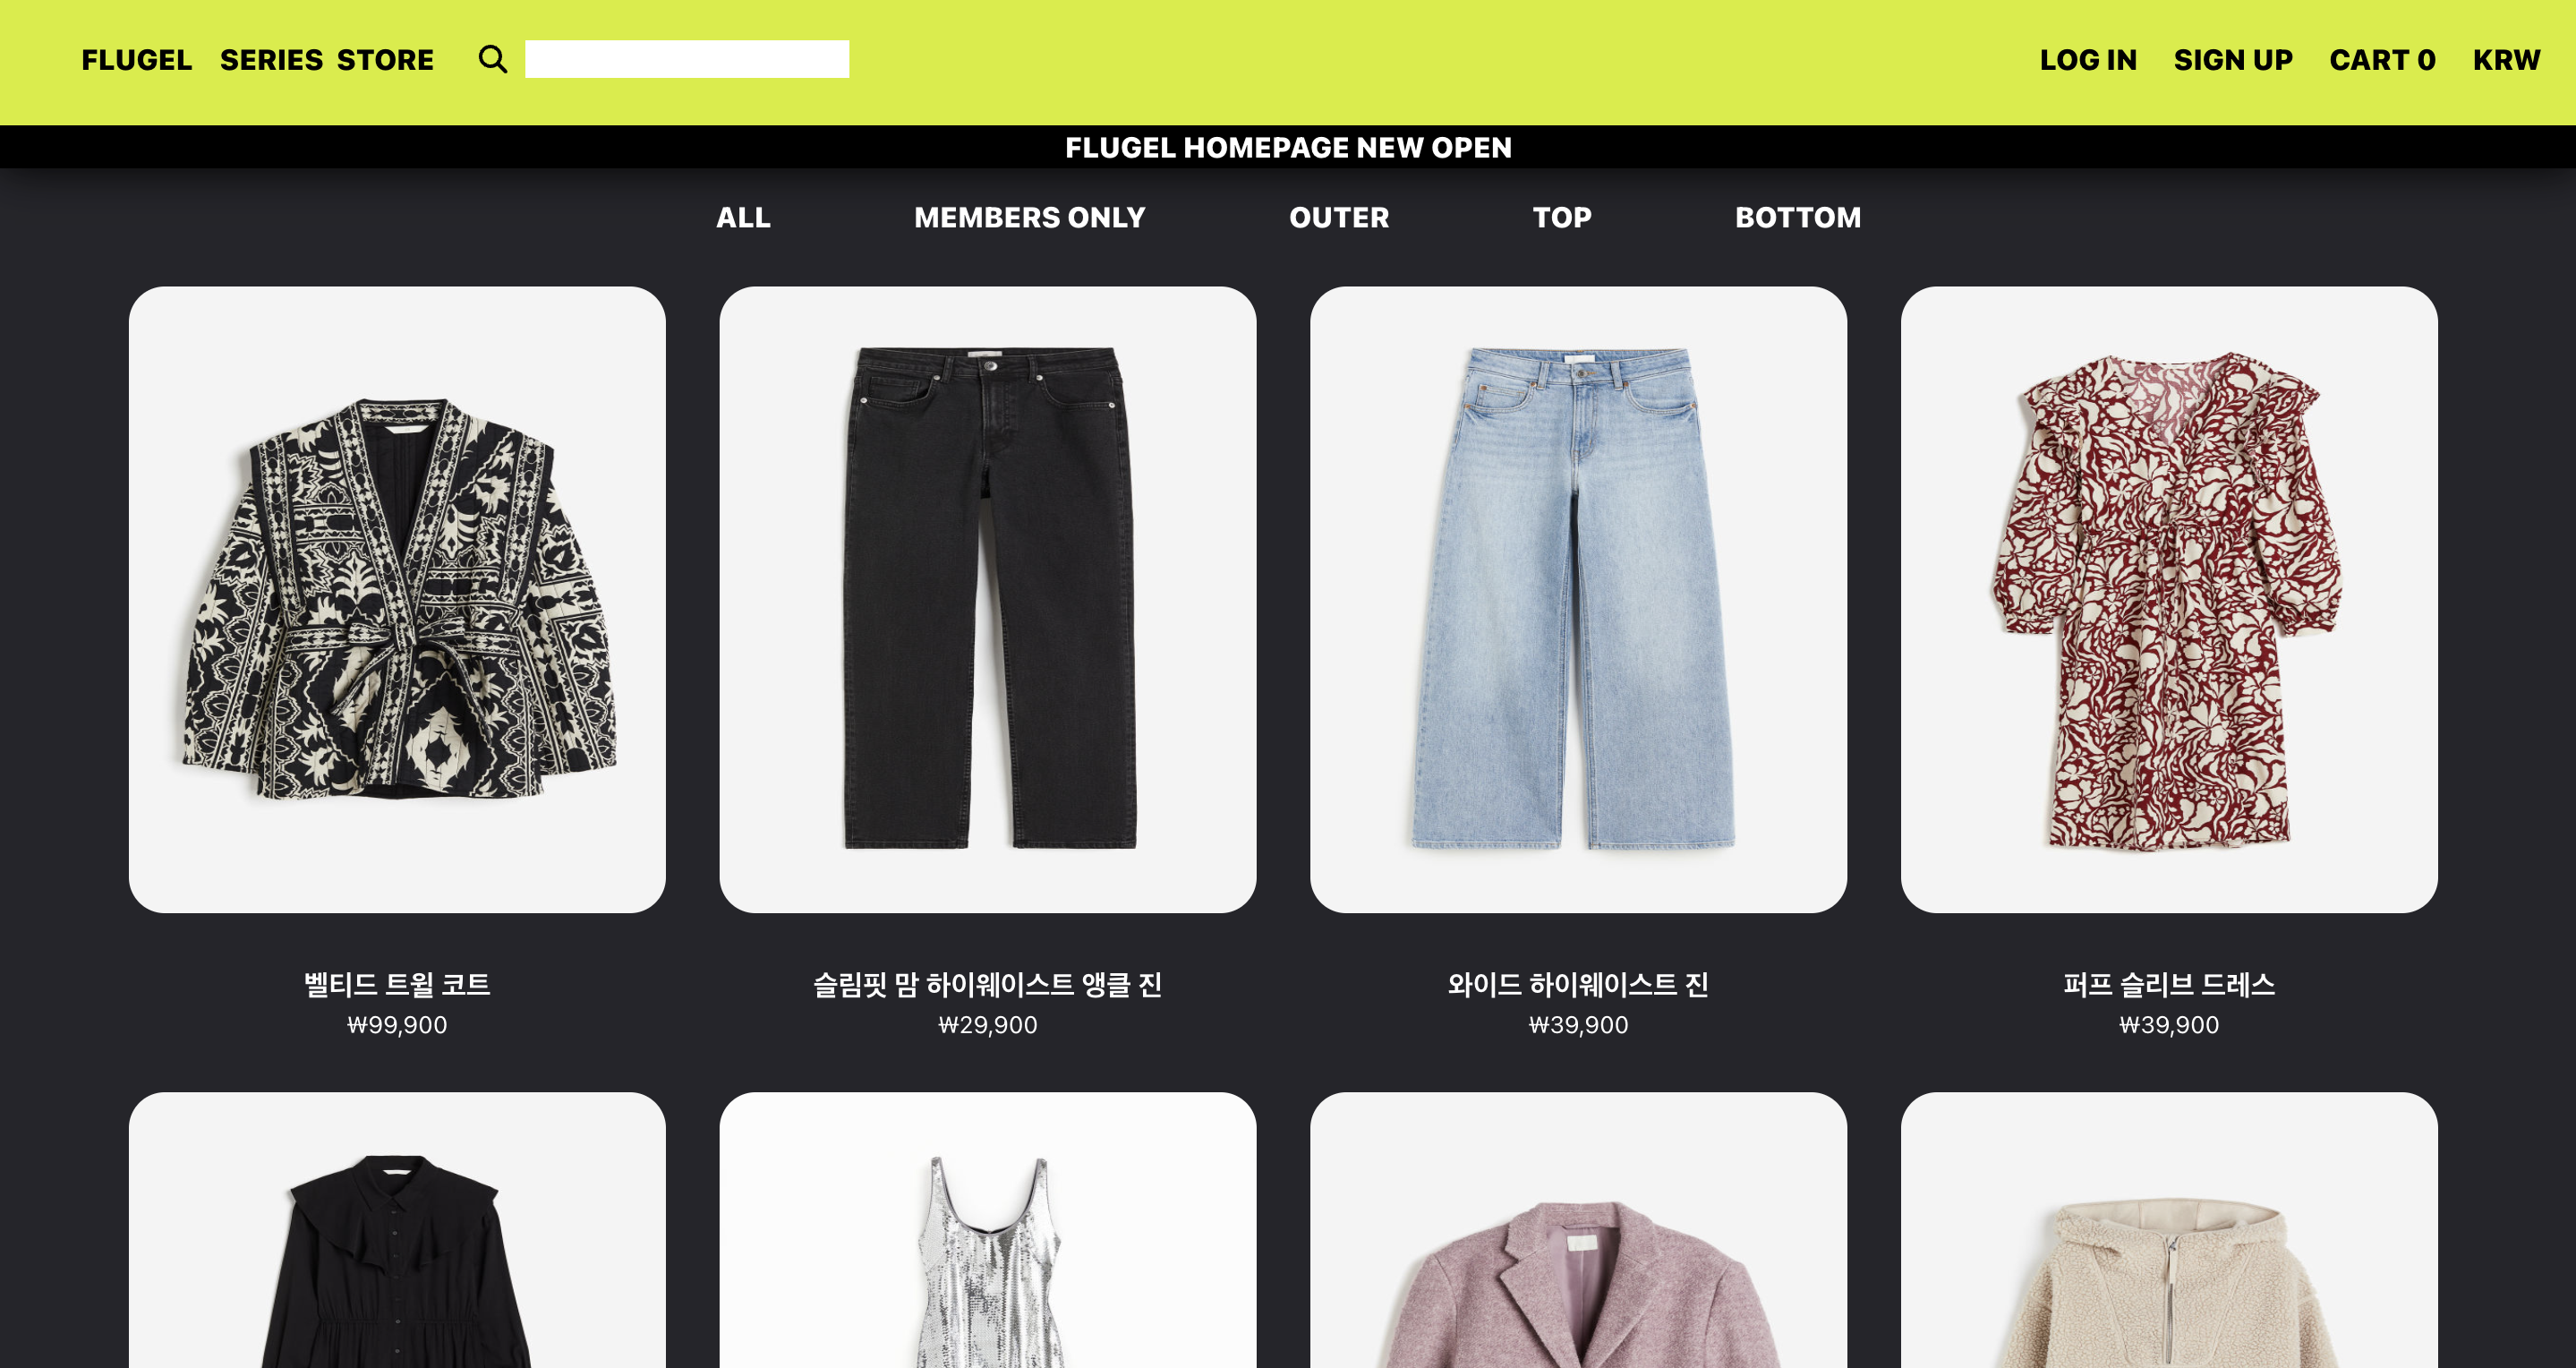 FLUGEL SERIES STORE LOG IN SIGN UP CART 0 KRW
FLUGEL HOMEPAGE NEW OPEN
ALL MEMBERS ONLY OUTER TOP BOTTOM
벨티드 트윌 코트 슬림핏 맘 하이웨이스트 앵클 진 와이드 하이웨이스트 진 퍼프 슬리브 드레스
₩99,900 ₩29,900 ₩39,900 ₩39,900